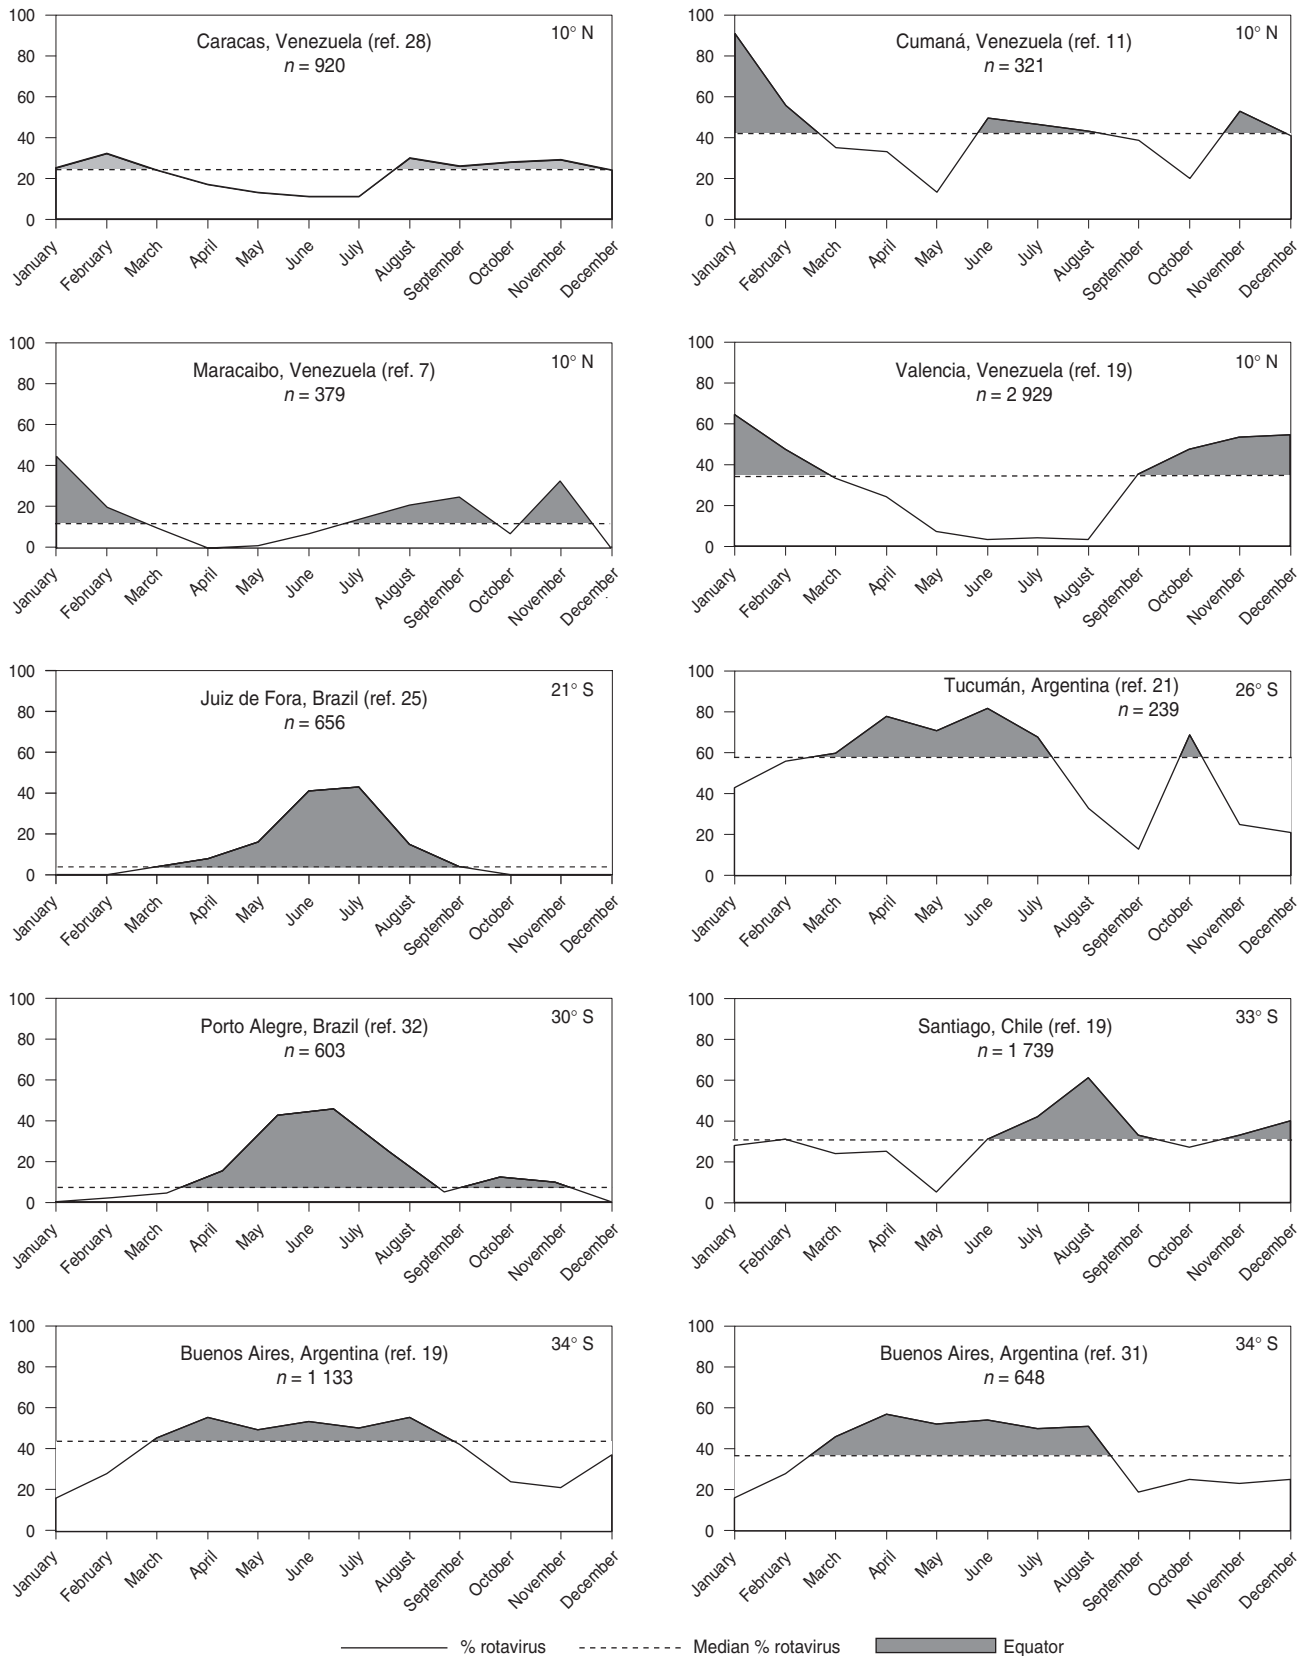 100
80
60
40
20
0
Caracas, Venezuela (ref. 28)
n = 920
10° N
January
February
March
April
May
June
July
August
September
October
November
December
100
80
60
40
20
0
Cumaná, Venezuela (ref. 11)
n = 321
10° N
January
February
March
April
May
June
July
August
September
October
November
December
100
80
60
40
20
0
Maracaibo, Venezuela (ref. 7)
n = 379
10° N
January
February
March
April
May
June
July
August
September
October
November
December
100
80
60
40
20
0
Valencia, Venezuela (ref. 19)
n = 2 929
10° N
January
February
March
April
May
June
July
August
September
October
November
December
100
80
60
40
20
0
Juiz de Fora, Brazil (ref. 25)
n = 656
21° S
January
February
March
April
May
June
July
August
September
October
November
December
100
80
60
40
20
0
Tucumán, Argentina (ref. 21)
n = 239
26° S
January
February
March
April
May
June
July
August
September
October
November
December
100
80
60
40
20
0
Porto Alegre, Brazil (ref. 32)
n = 603
30° S
January
February
March
April
May
June
July
August
September
October
November
December
100
80
60
40
20
0
Santiago, Chile (ref. 19)
n = 1 739
33° S
January
February
March
April
May
June
July
August
September
October
November
December
100
80
60
40
20
0
Buenos Aires, Argentina (ref. 19)
n = 1 133
34° S
January
February
March
April
May
June
July
August
September
October
November
December
100
80
60
40
20
0
Buenos Aires, Argentina (ref. 31)
n = 648
34° S
January
February
March
April
May
June
July
August
September
October
November
December
% rotavirus
Median % rotavirus
Equator